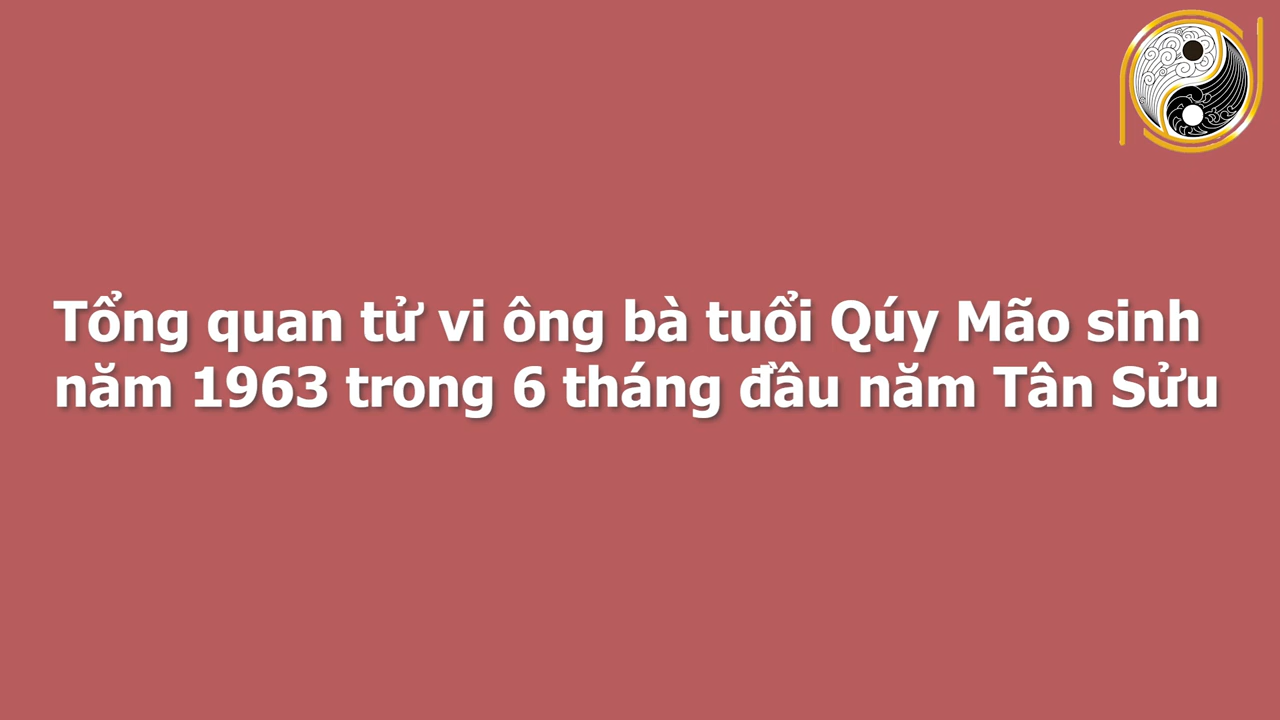 Tổng quan tử vi ông bà tuổi Qúy Mão sinh
năm 1963 trong 6 tháng đầu năm Tân Sửu